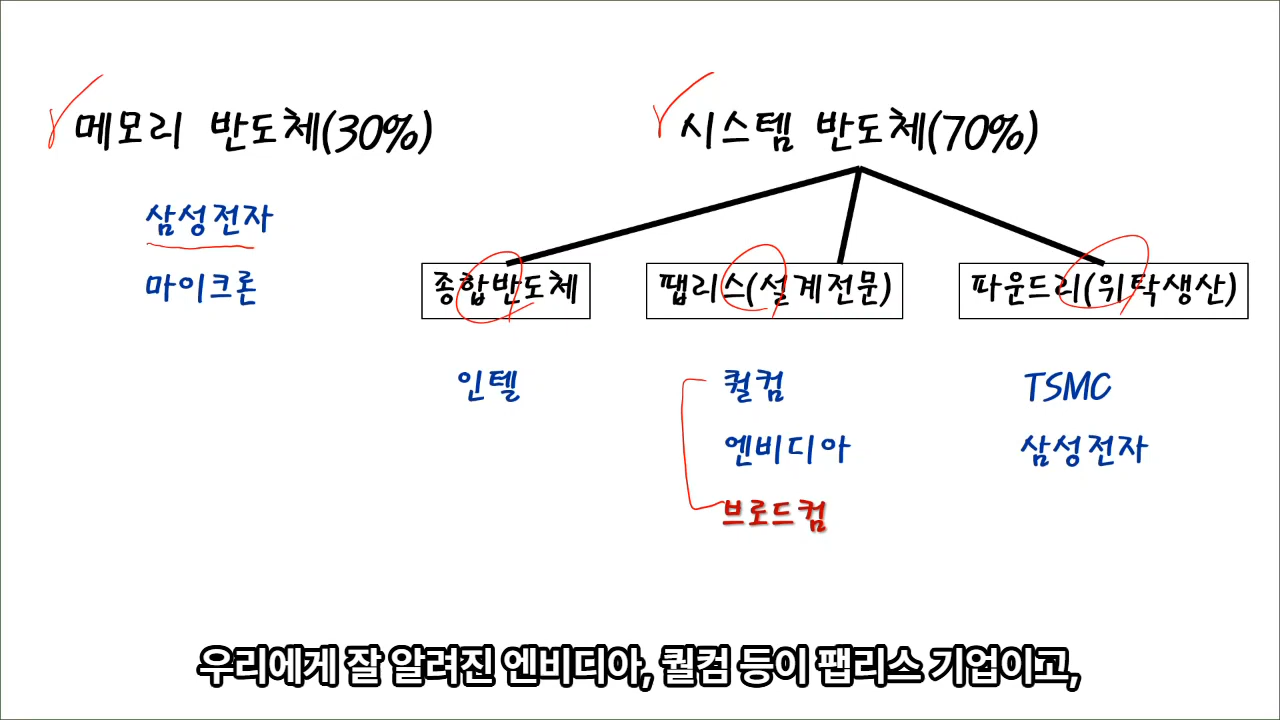 메모리 반도체(30%)
시스템 반도체(70%)
삼성전자
마이크론
종합반도체
팹리스(설계전문)
파운드리(위탁생산)
인텔
퀄컴
TSMC
엔비디아
삼성전자
브로드컴
우리에게 잘 알려진 엔비디아, 퀄컴 등이 팹리스 기업이고,